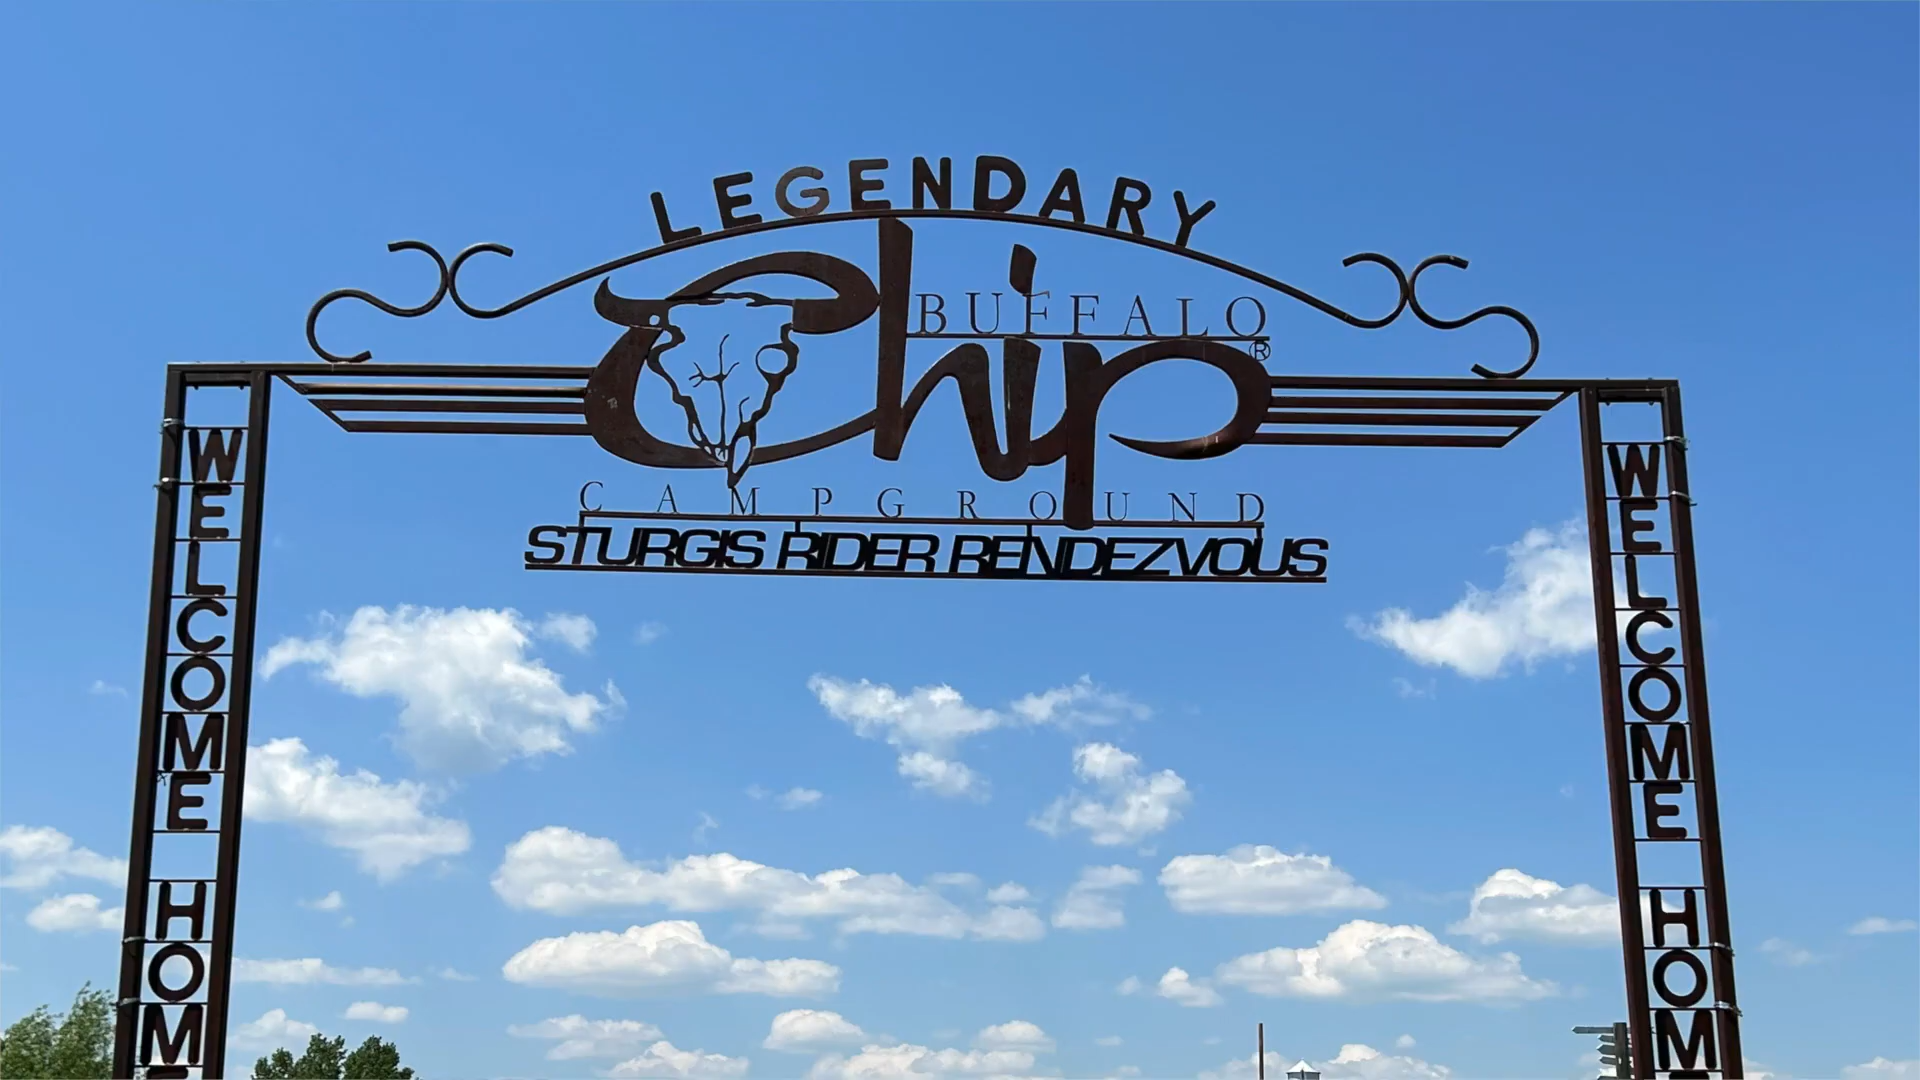 LEGENDARY
BUFFALO
Chip®
CAMPGROUND
STURGIS RIDER RENDEZVOUS
WELCOME HOME
WELCOME HOME